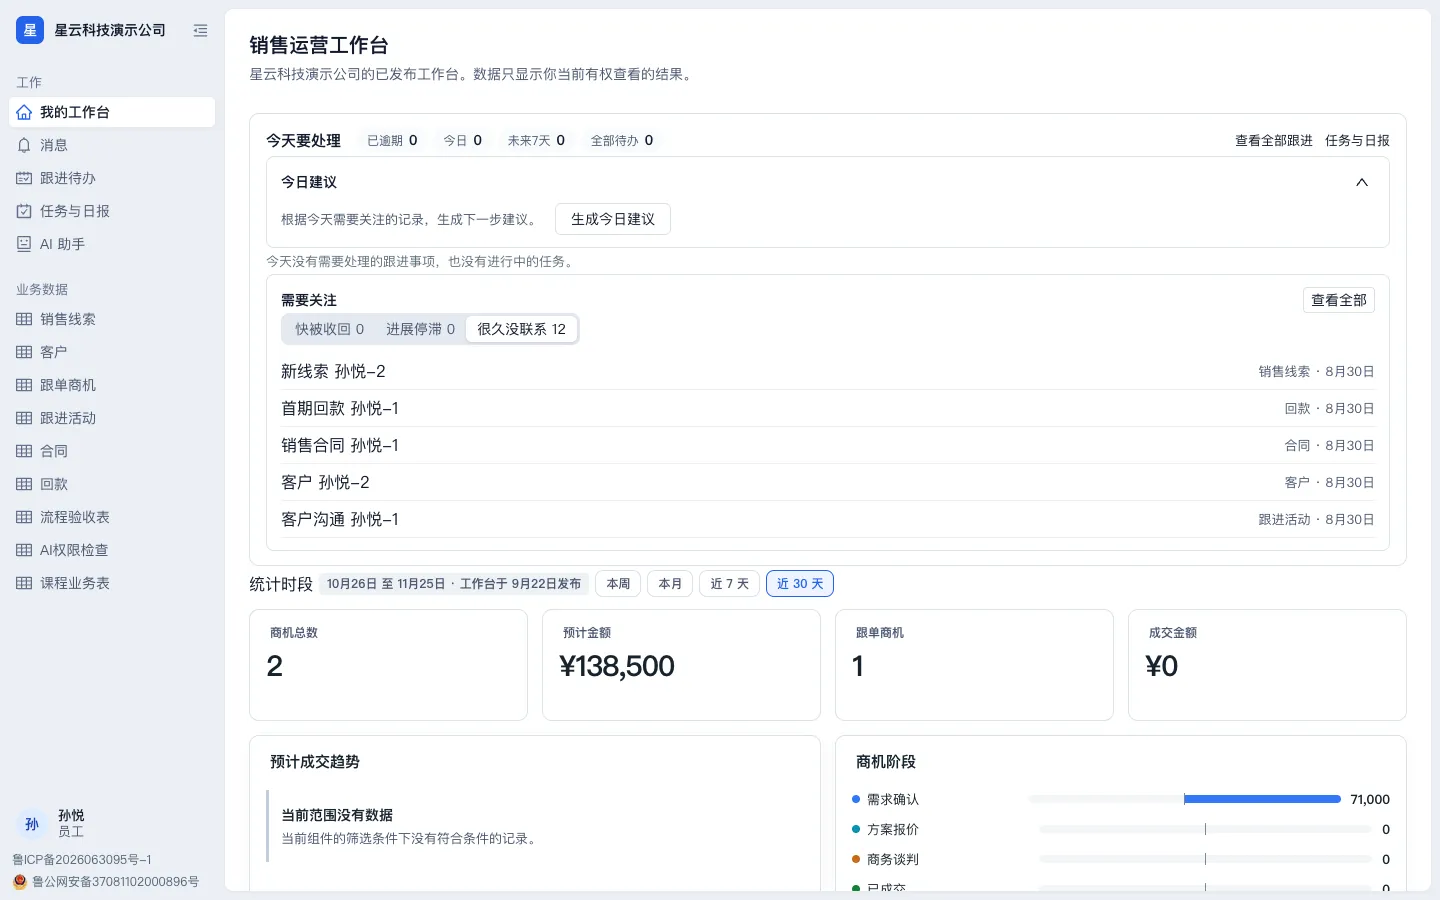 星 星云科技演示公司
工作
我的工作台
消息
跟进待办
任务与日报
AI 助手
业务数据
销售线索
客户
跟单商机
跟进活动
合同
回款
流程验收表
AI权限检查
课程业务表
孙 孙悦
员工
鲁ICP备2026063095号-1
鲁公网安备37081102000896号
销售运营工作台
星云科技演示公司的已发布工作台。数据只显示你当前有权查看的结果。
今天要处理 已逾期 0 今日 0 未来7天 0 全部待办 0 查看全部跟进 任务与日报
今日建议
根据今天需要关注的记录，生成下一步建议。 生成今日建议
今天没有需要处理的跟进事项，也没有进行中的任务。
需要关注 查看全部
快被收回 0 进展停滞 0 很久没联系 12
新线索 孙悦-2 销售线索 · 8月30日
首期回款 孙悦-1 回款 · 8月30日
销售合同 孙悦-1 合同 · 8月30日
客户 孙悦-2 客户 · 8月30日
客户沟通 孙悦-1 跟进活动 · 8月30日
统计时段 10月26日 至 11月25日 · 工作台于 9月22日发布 本周 本月 近 7 天 近 30 天
商机总数 预计金额 跟单商机 成交金额
2 ¥138,500 1 ¥0
预计成交趋势
当前范围没有数据
当前组件的筛选条件下没有符合条件的记录。
商机阶段
需求确认 71,000
方案报价 0
商务谈判 0
已成交 0